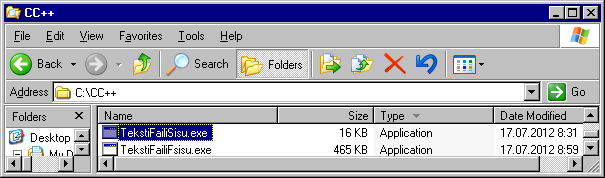 CC++
File Edit View Favorites Tools Help
Back Search Folders
Address C:\CC++ Go
Folders Name Size Type Date Modified
Desktop TekstiFailiSisu.exe 16 KB Application 17.07.2012 8:31
My D TekstiFailiFsisu.exe 465 KB Application 17.07.2012 8:59